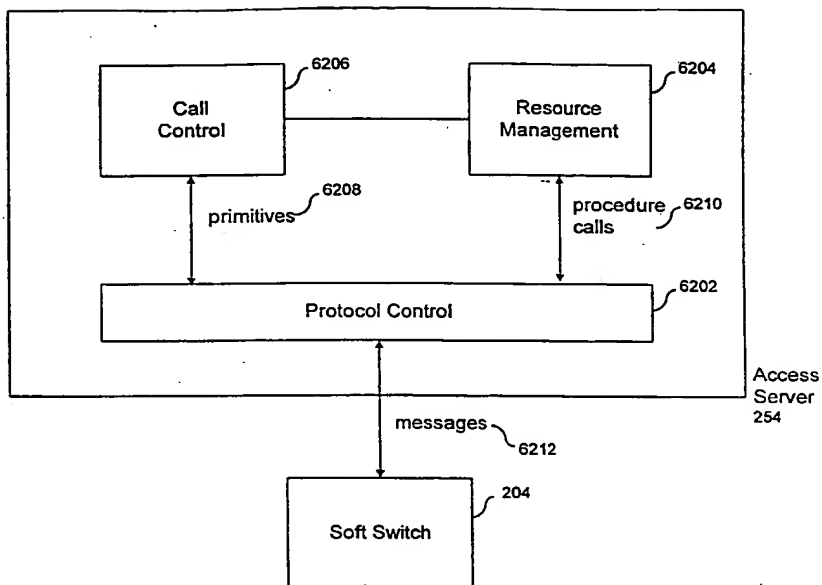 6206
6204
Call
Control
Resource
Management
6208
primitives
procedure
calls
6210
6202
Protocol Control
Access
Server
254
messages
6212
204
Soft Switch